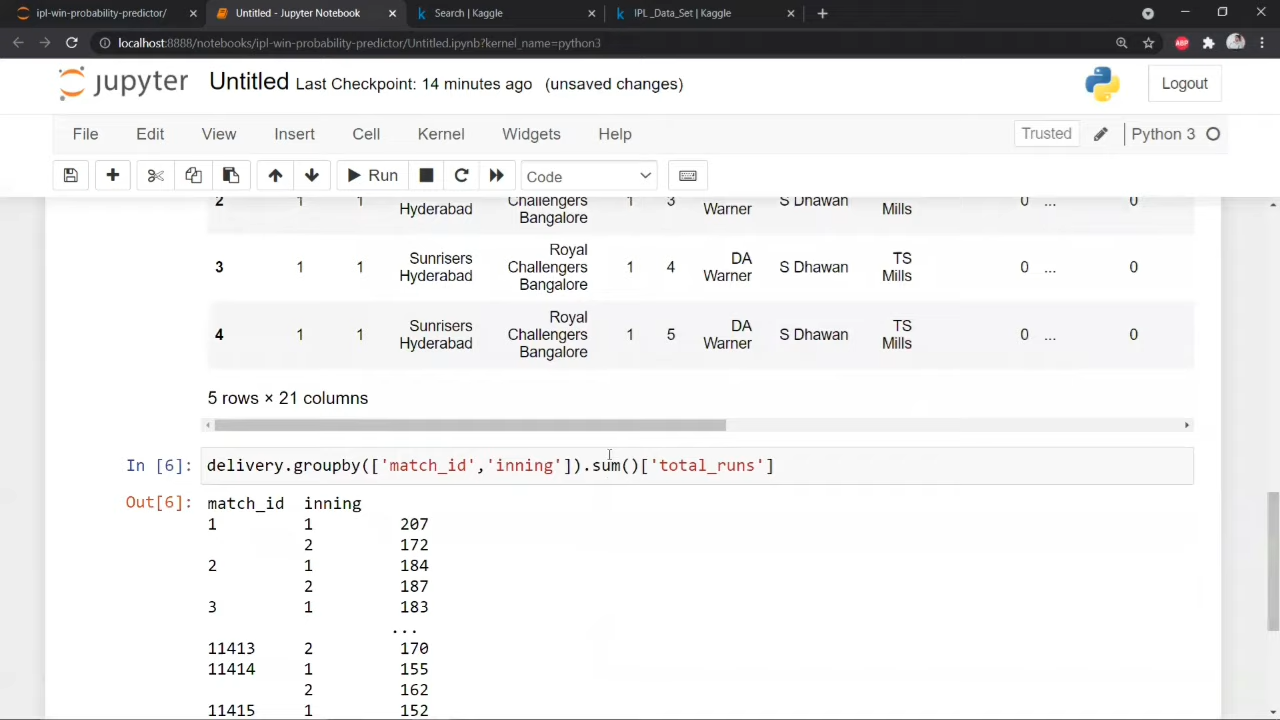 ipl-win-probability-predictor/
Untitled - Jupyter Notebook
Search | Kaggle
IPL _Data_Set | Kaggle
localhost:8888/notebooks/ipl-win-probability-predictor/Untitled.ipynb?kernel_name=python3
ABP
jupyter Untitled Last Checkpoint: 14 minutes ago (unsaved changes)
Logout
File Edit View Insert Cell Kernel Widgets Help
Trusted Python 3
Run Code
2 1 1 Hyderabad Challengers Bangalore 1 3 Warner S Dhawan Mills 0 ... 0
3 1 1 Sunrisers Hyderabad Royal Challengers Bangalore 1 4 DA Warner S Dhawan TS Mills 0 ... 0
4 1 1 Sunrisers Hyderabad Royal Challengers Bangalore 1 5 DA Warner S Dhawan TS Mills 0 ... 0
5 rows × 21 columns
In [6]: delivery.groupby(['match_id','inning']).sum()['total_runs']
Out[6]: match_id inning
1 1 207
2 172
2 1 184
2 187
3 1 183
...
11413 2 170
11414 1 155
2 162
11415 1 152